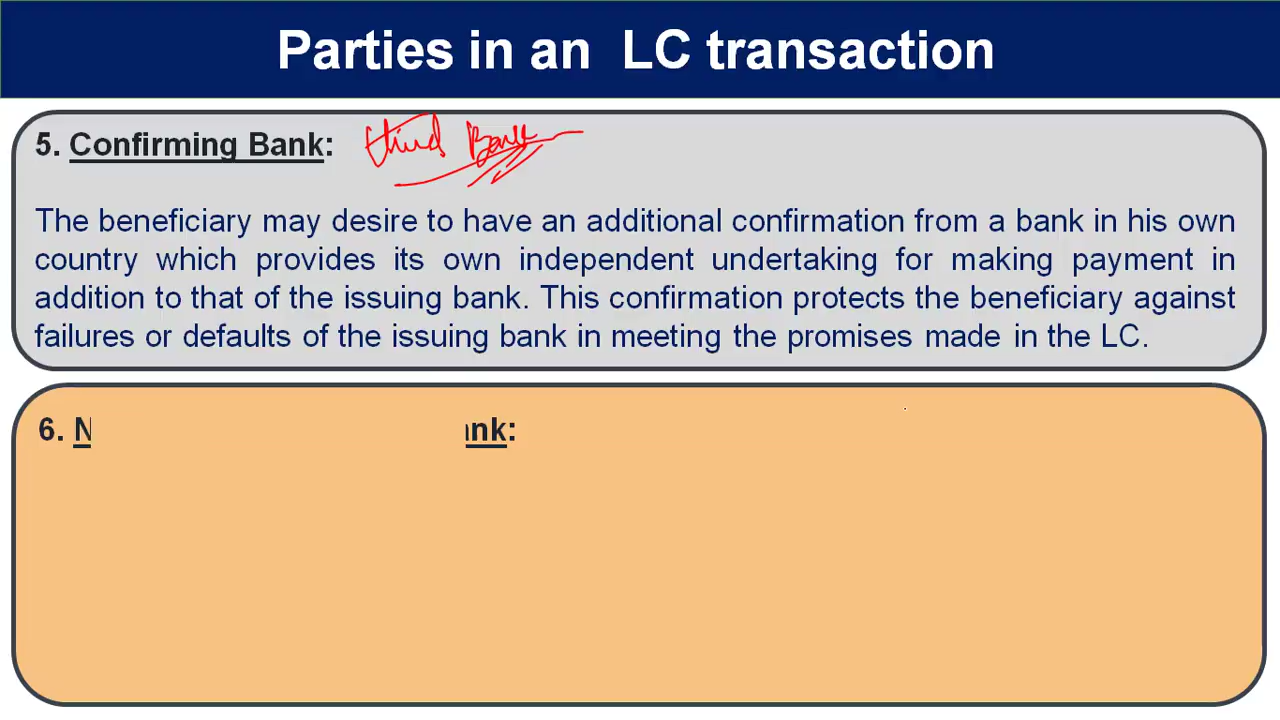 Parties in an LC transaction
5. Confirming Bank: third Bank
The beneficiary may desire to have an additional confirmation from a bank in his own
country which provides its own independent undertaking for making payment in
addition to that of the issuing bank. This confirmation protects the beneficiary against
failures or defaults of the issuing bank in meeting the promises made in the LC.
6. N ank: